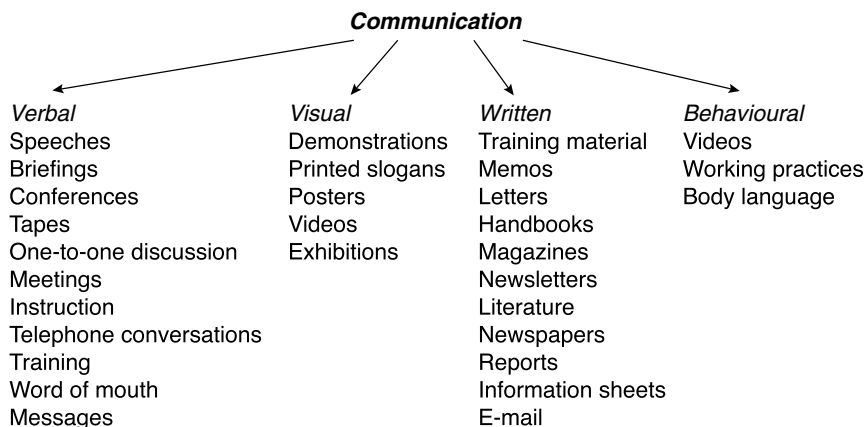 Communication
Verbal
Speeches
Briefings
Conferences
Tapes
One-to-one discussion
Meetings
Instruction
Telephone conversations
Training
Word of mouth
Messages
Visual
Demonstrations
Printed slogans
Posters
Videos
Exhibitions
Written
Training material
Memos
Letters
Handbooks
Magazines
Newsletters
Literature
Newspapers
Reports
Information sheets
E-mail
Behavioural
Videos
Working practices
Body language